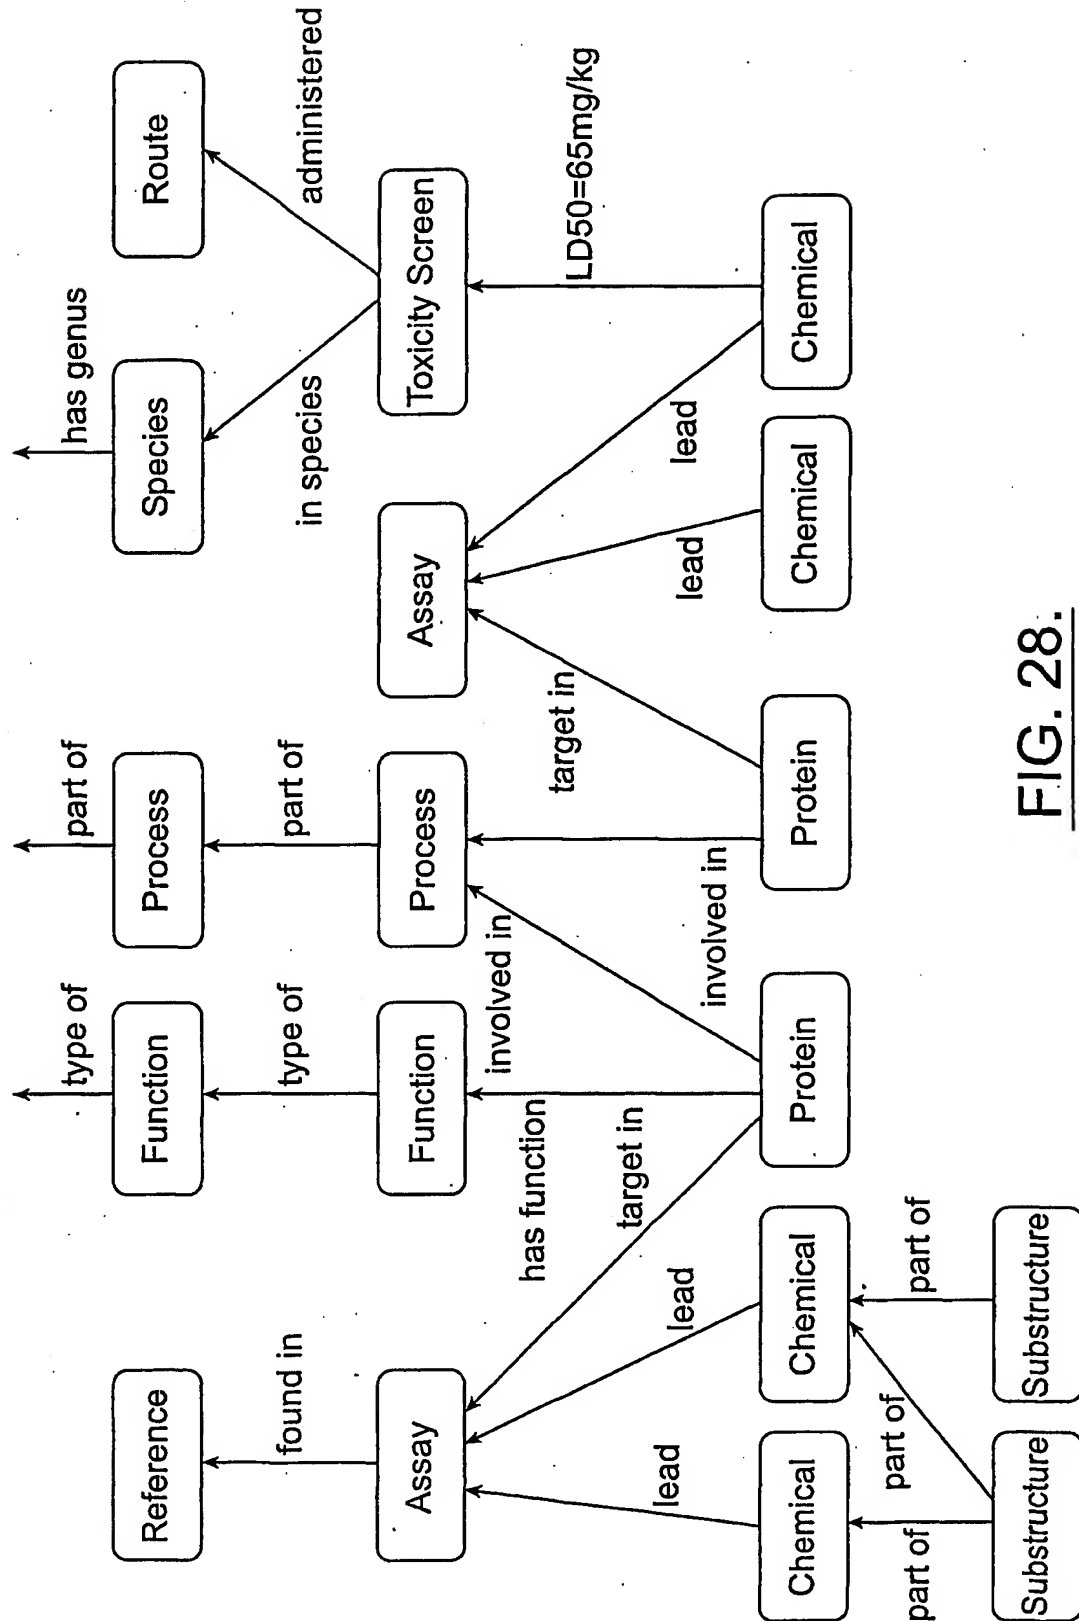 has genus
type of
part of
Reference
Function
Process
Species
Route
found in
type of
part of
in species
administered
Assay
Function
Process
Assay
Toxicity Screen
lead
lead
has function
target in
involved in
involved in
target in
lead
lead
LD50=65mg/kg
Chemical
Chemical
Protein
Protein
Chemical
Chemical
part of
part of
part of
Substructure
Substructure
FIG. 28.